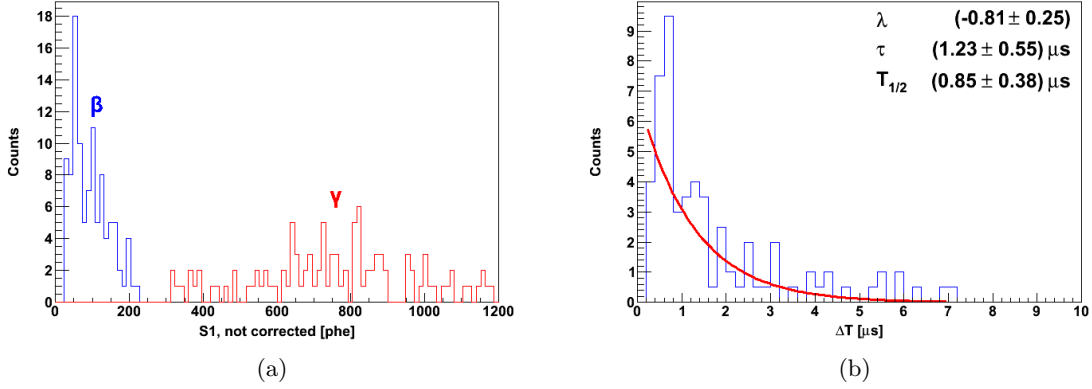 Counts
18
16
14
12
10
8
6
4
2
0
β
γ
0 200 400 600 800 1000 1200
S1, not corrected [phe]
(a)
Counts
9
8
7
6
5
4
3
2
1
0
λ (-0.81 ± 0.25)
τ (1.23 ± 0.55) μs
T1/2 (0.85 ± 0.38) μs
0 1 2 3 4 5 6 7 8 9 10
ΔT [μs]
(b)